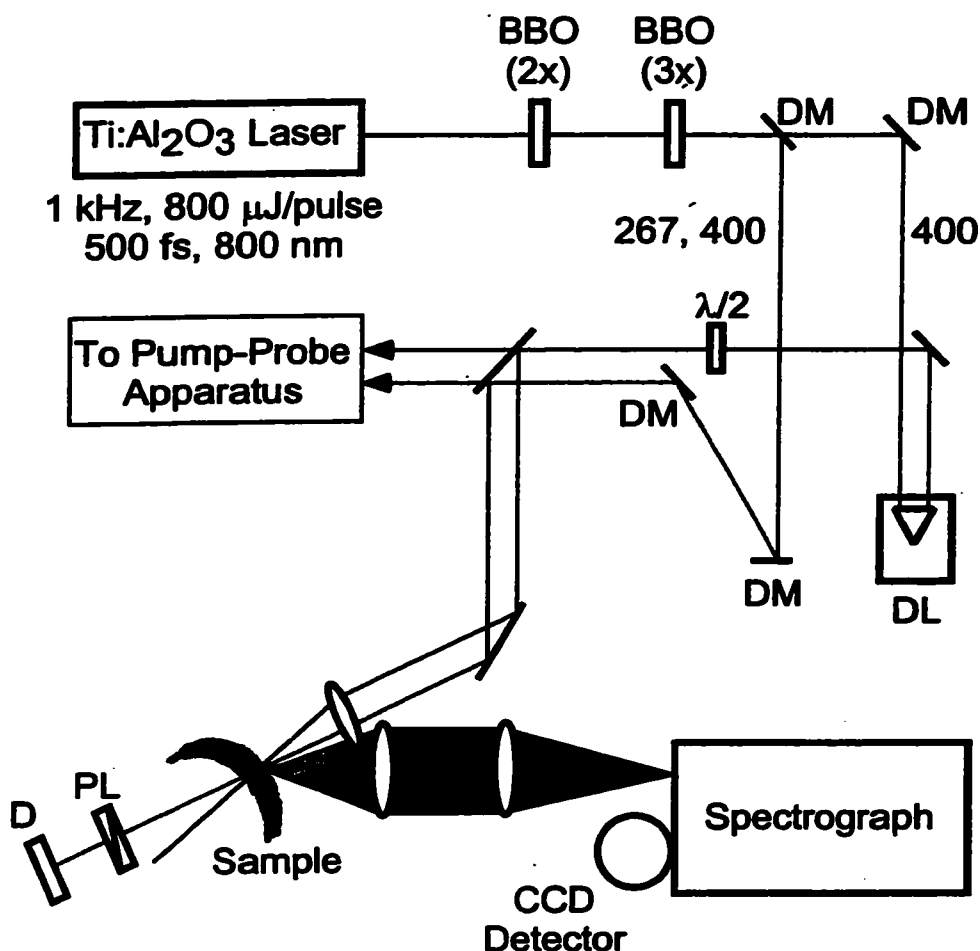 BBO
(2x)
BBO
(3x)
DM
DM
Ti:Al₂O₃ Laser
1 kHz, 800 μJ/pulse
500 fs, 800 nm
267, 400
400
λ/2
To Pump-Probe
Apparatus
DM
DM
DL
PL
D
Sample
Spectrograph
CCD
Detector